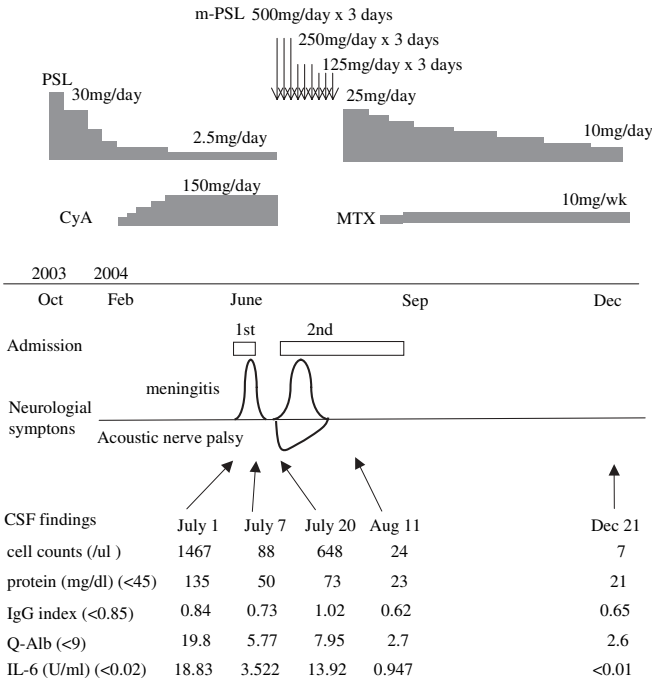 m-PSL 500mg/day x 3 days
250mg/day x 3 days
125mg/day x 3 days
PSL
30mg/day
2.5mg/day
25mg/day
10mg/day
150mg/day
CyA
10mg/wk
MTX
2003 2004
Oct Feb June Sep Dec
1st 2nd
Admission
meningitis
Neurologial
symptons
Acoustic nerve palsy
CSF findings July 1 July 7 July 20 Aug 11 Dec 21
cell counts (/ul ) 1467 88 648 24 7
protein (mg/dl) (<45) 135 50 73 23 21
IgG index (<0.85) 0.84 0.73 1.02 0.62 0.65
Q-Alb (<9) 19.8 5.77 7.95 2.7 2.6
IL-6 (U/ml) (<0.02) 18.83 3.522 13.92 0.947 <0.01